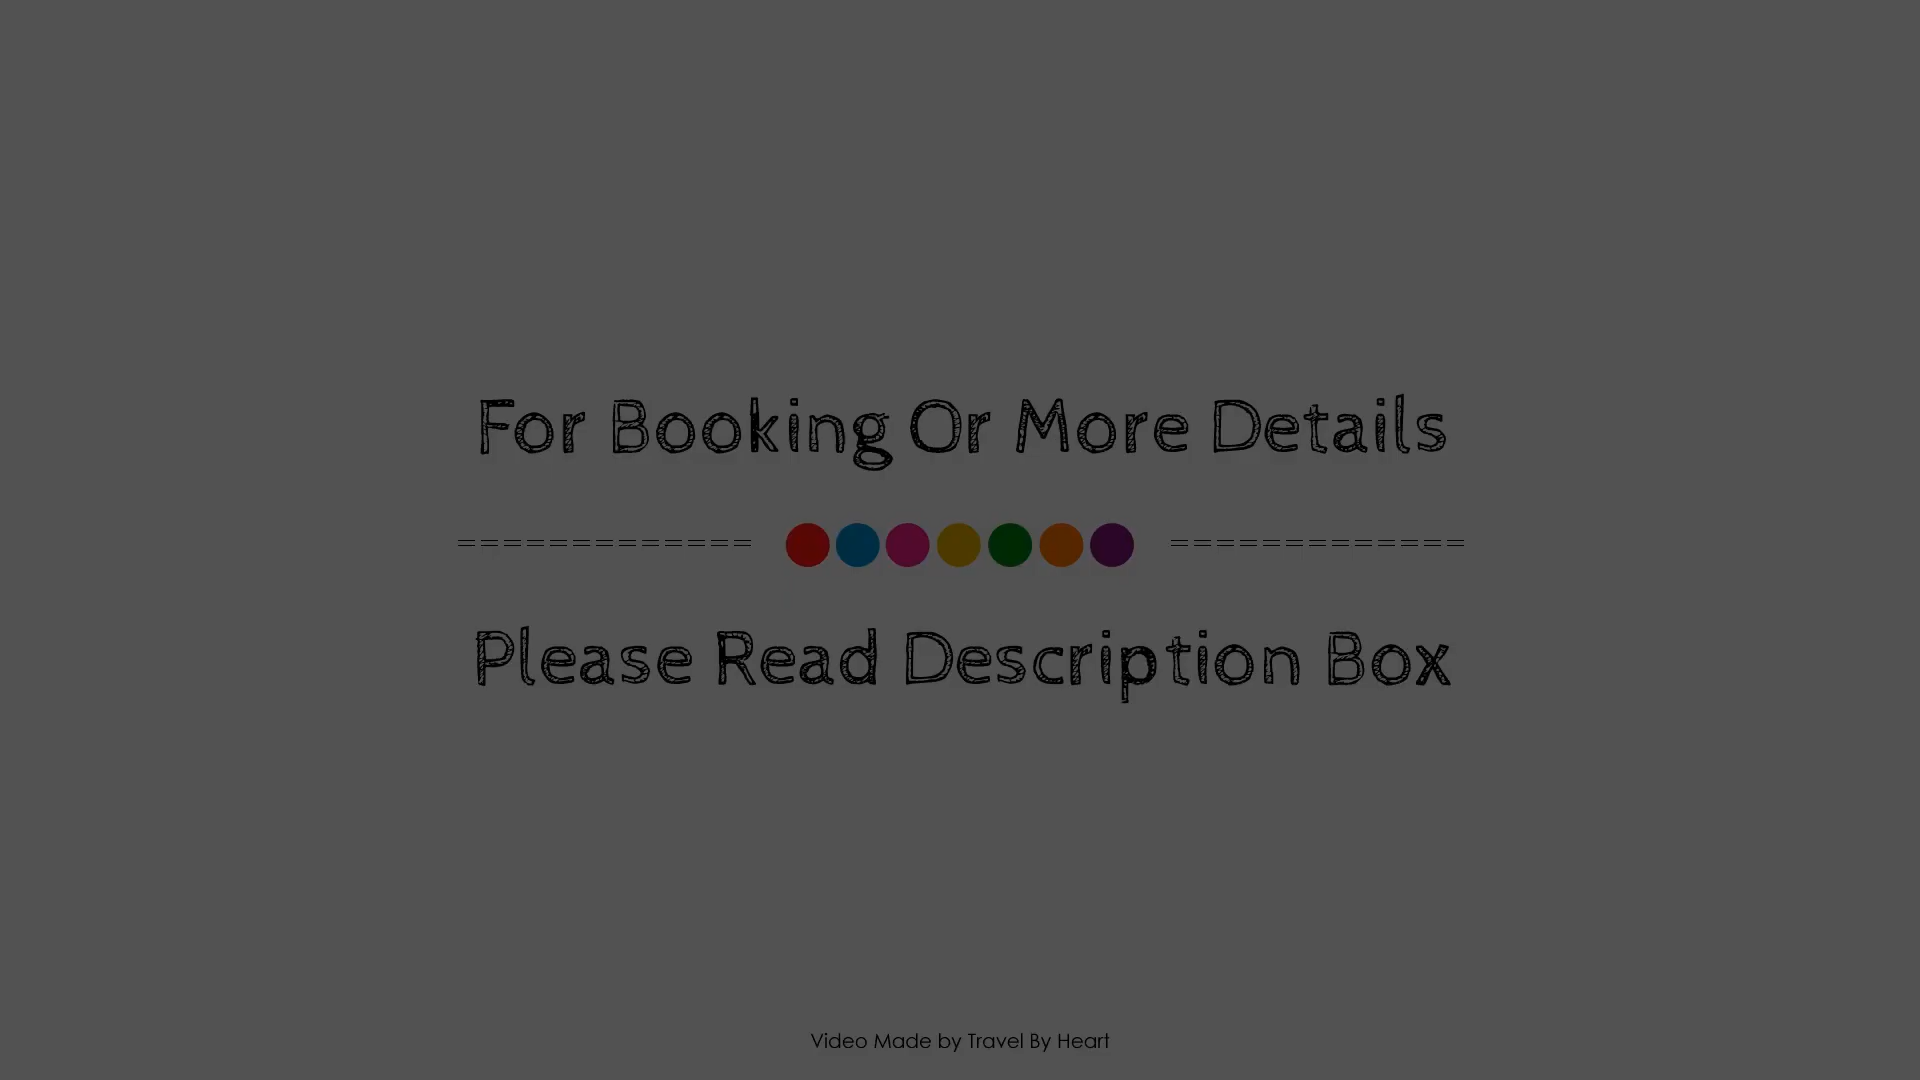 For Booking Or More Details
============= =============
Please Read Description Box
Video Made by Travel By Heart